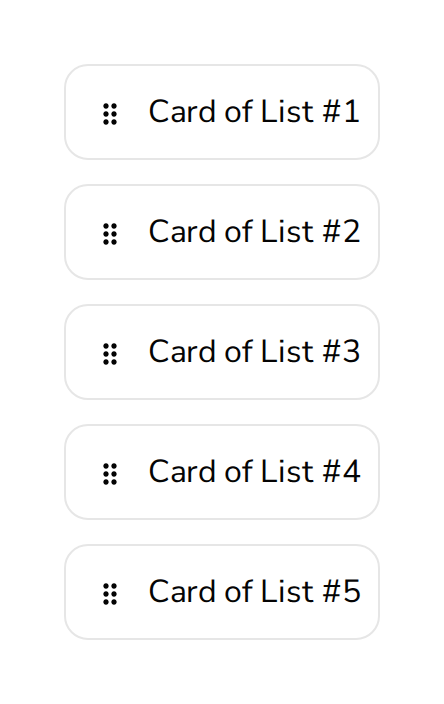 Card of List #1
Card of List #2
Card of List #3
Card of List #4
Card of List #5